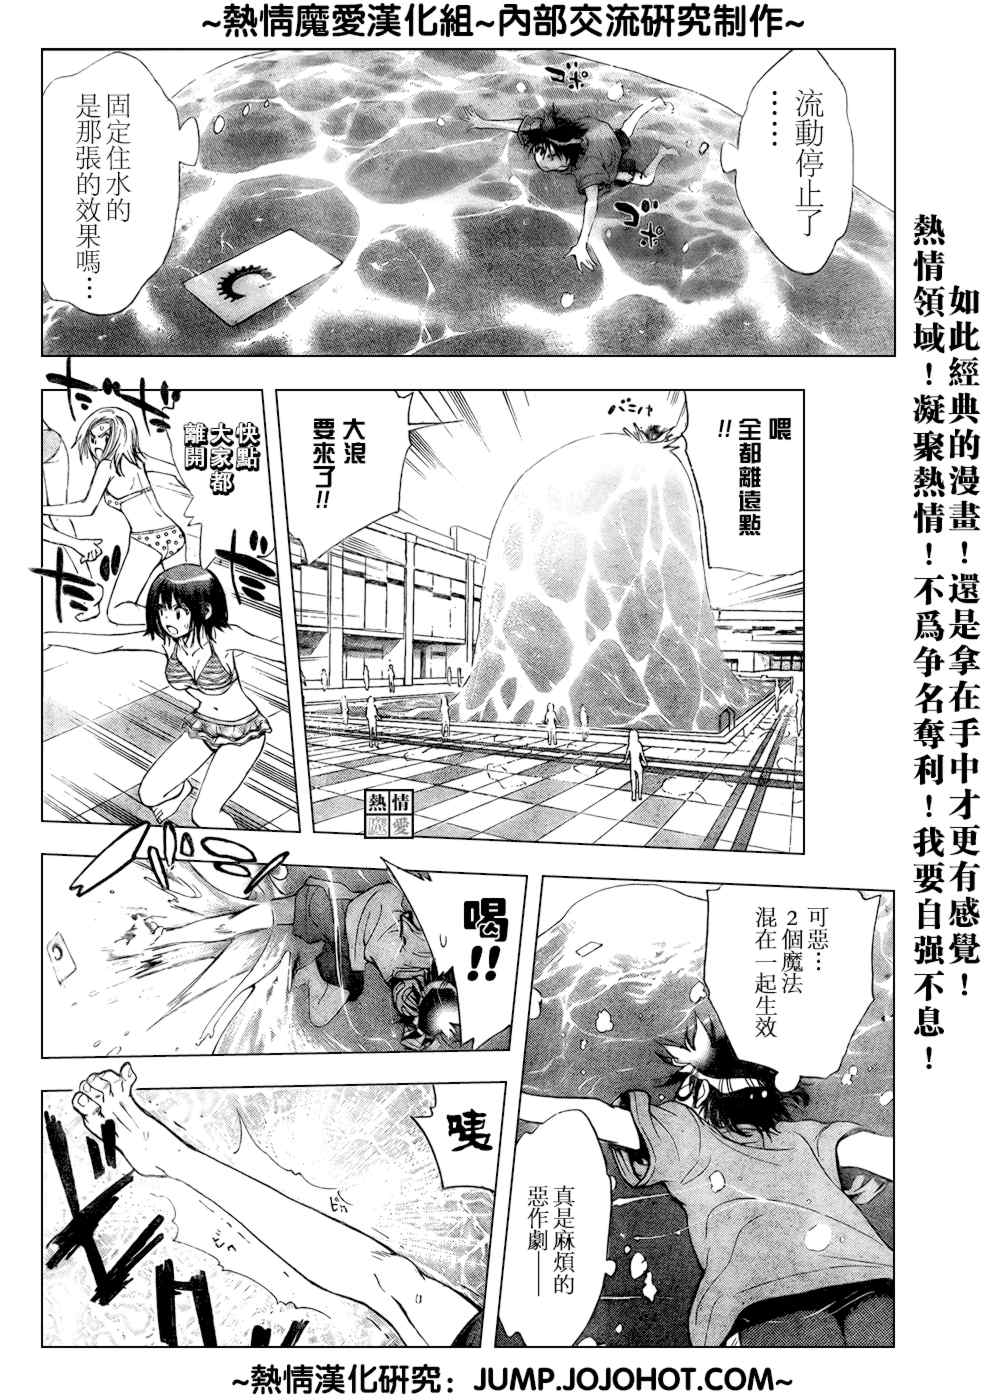 ~熱情魔愛漢化組~內部交流研究制作~
流動停止了
……
コポ
ゴポ
固定住水的
是那張的效果嗎…
喂
全都離遠點
!!
大浪
要來了!!
快點
大家都
離開
熱情
魔愛
可惡…
2個魔法
混在一起生效
真是麻煩的
惡作劇——
喝!!
咦
如此經典的漫畫！還是拿在手中才更有感覺！
熱情領域！凝聚熱情！不爲争名奪利！我要自强不息！
~熱情漢化研究：JUMP.JOJOHOT.COM~